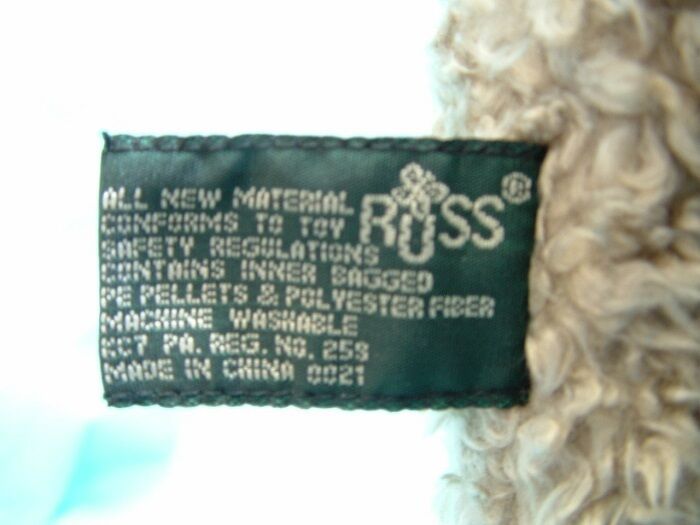 ALL NEW MATERIAL
CONFORMS TO TOY
SAFETY REGULATIONS
RUSS®
CONTAINS INNER BAGGED
PE PELLETS & POLYESTER FIBER
MACHINE WASHABLE
CC7 PA. REG. NO. 259
MADE IN CHINA 0021